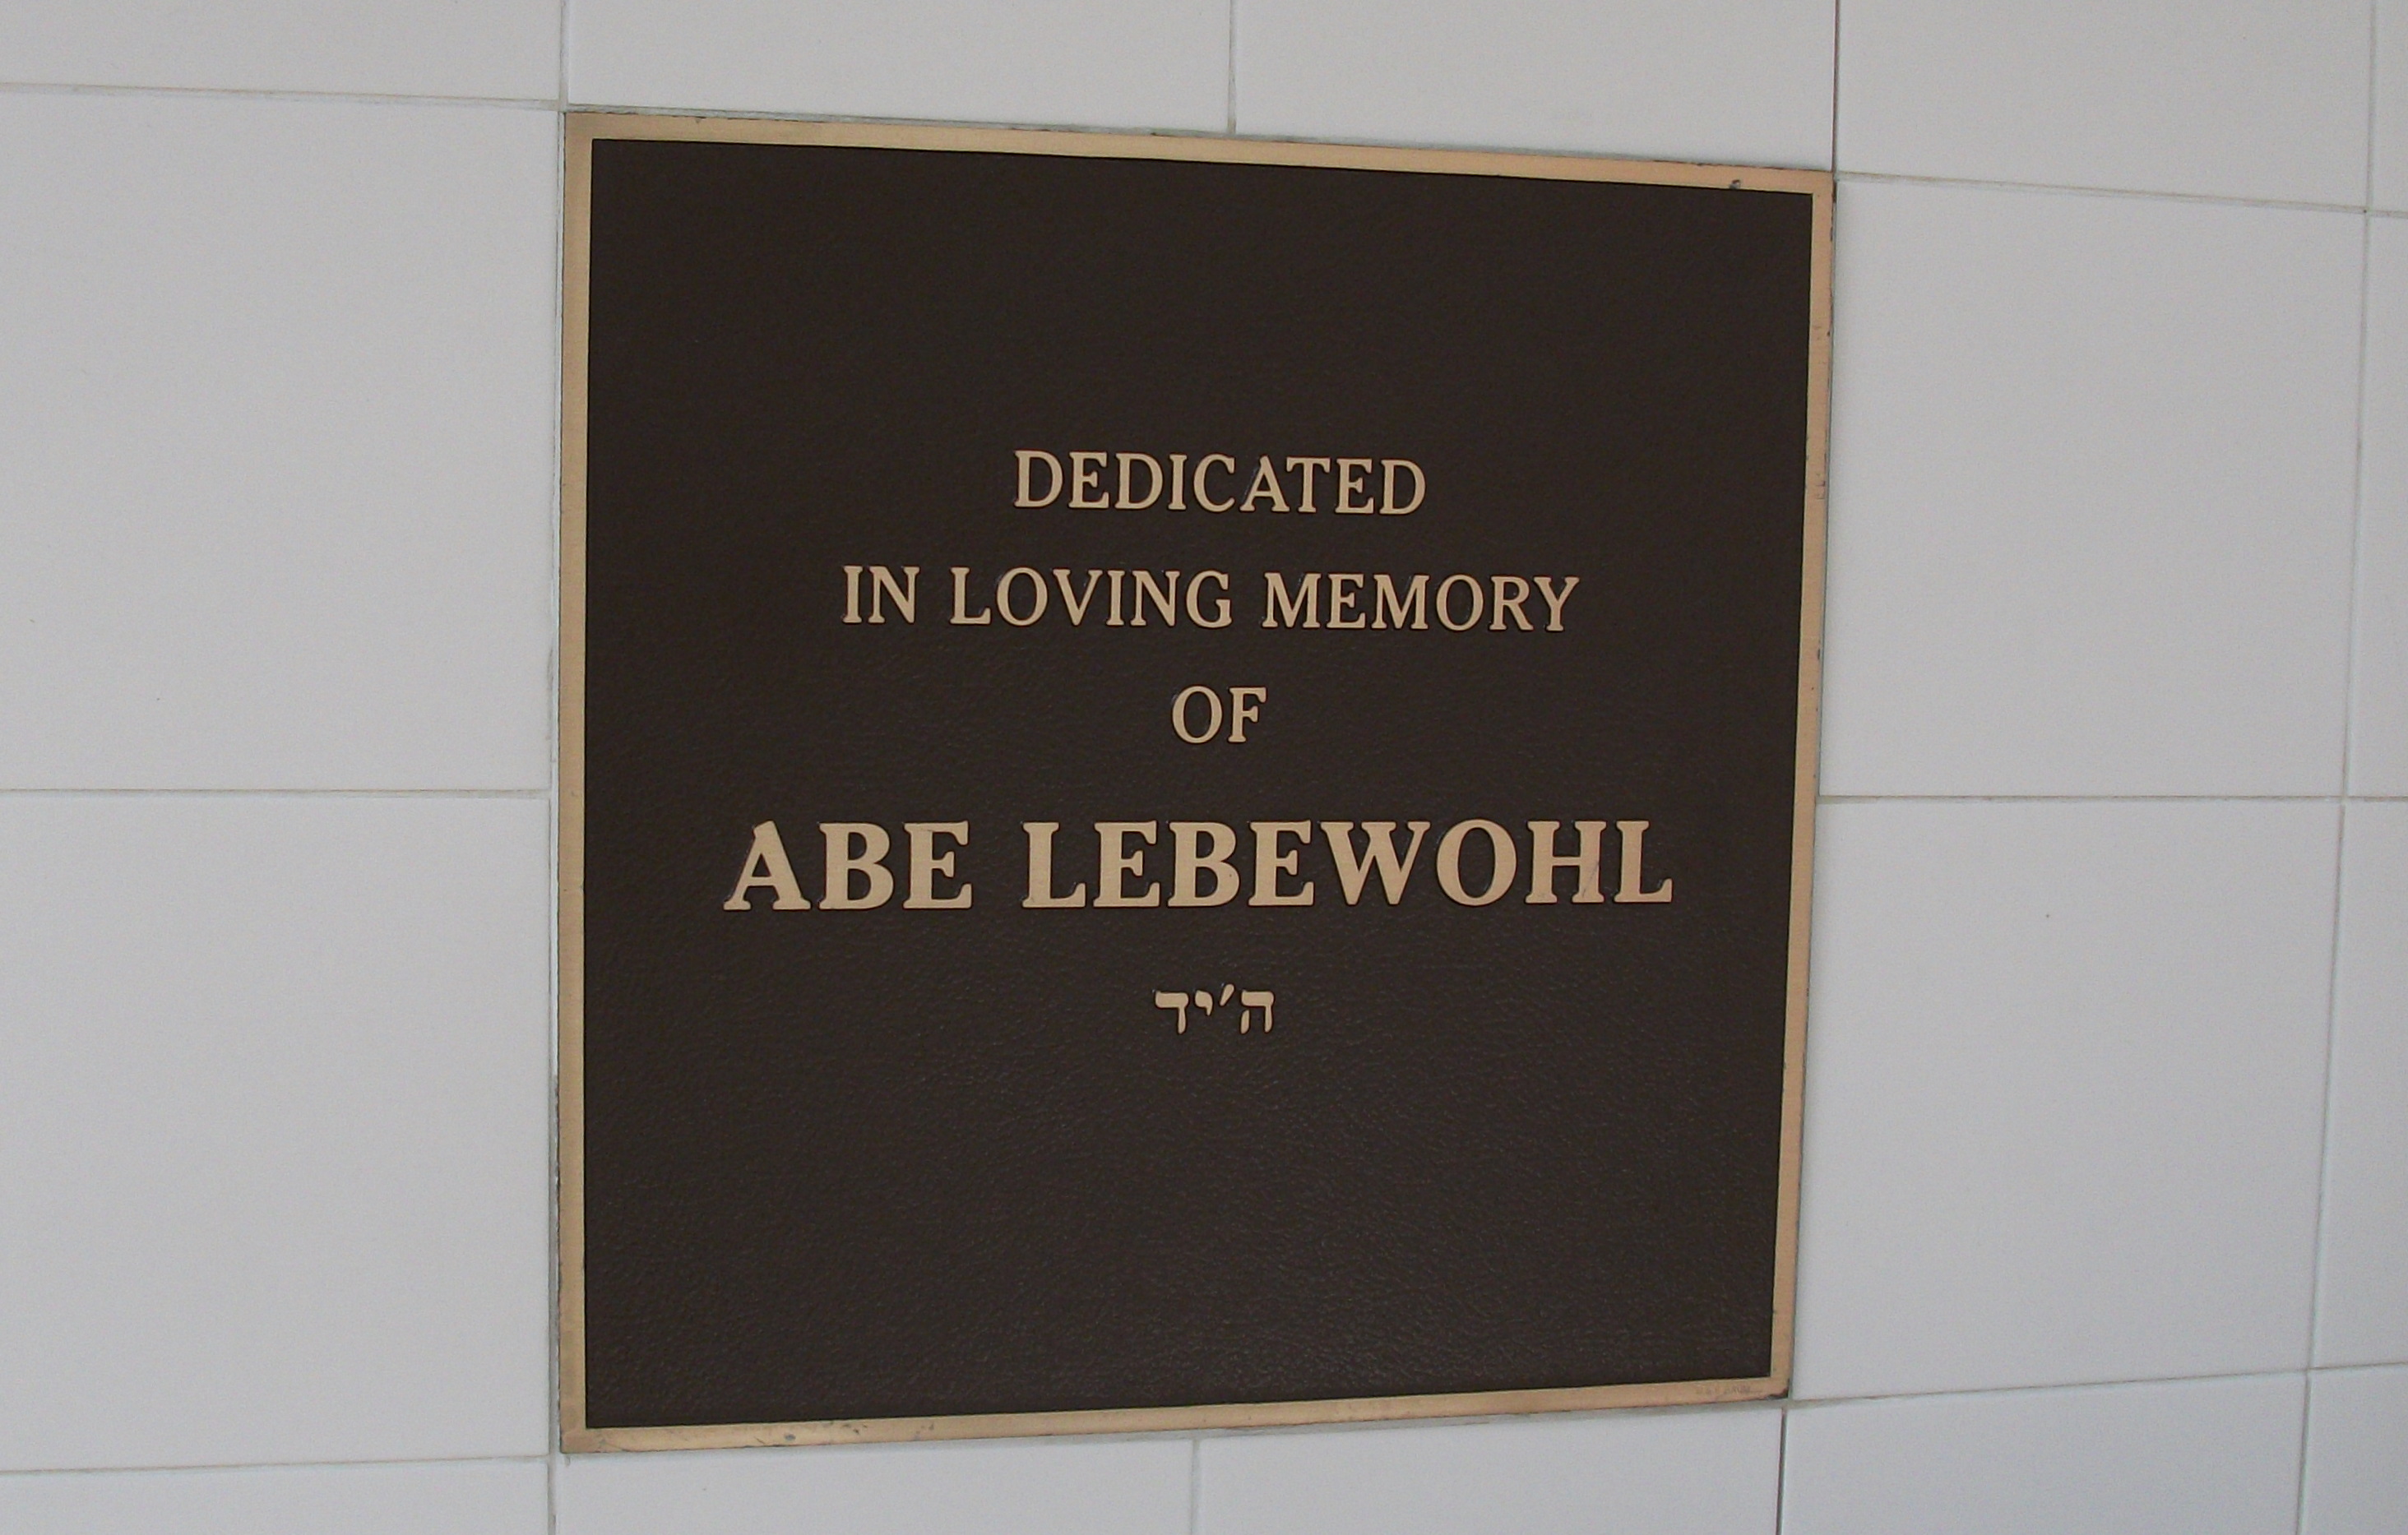 DEDICATED
IN LOVING MEMORY
OF
ABE LEBEWOHL
ה׳יד